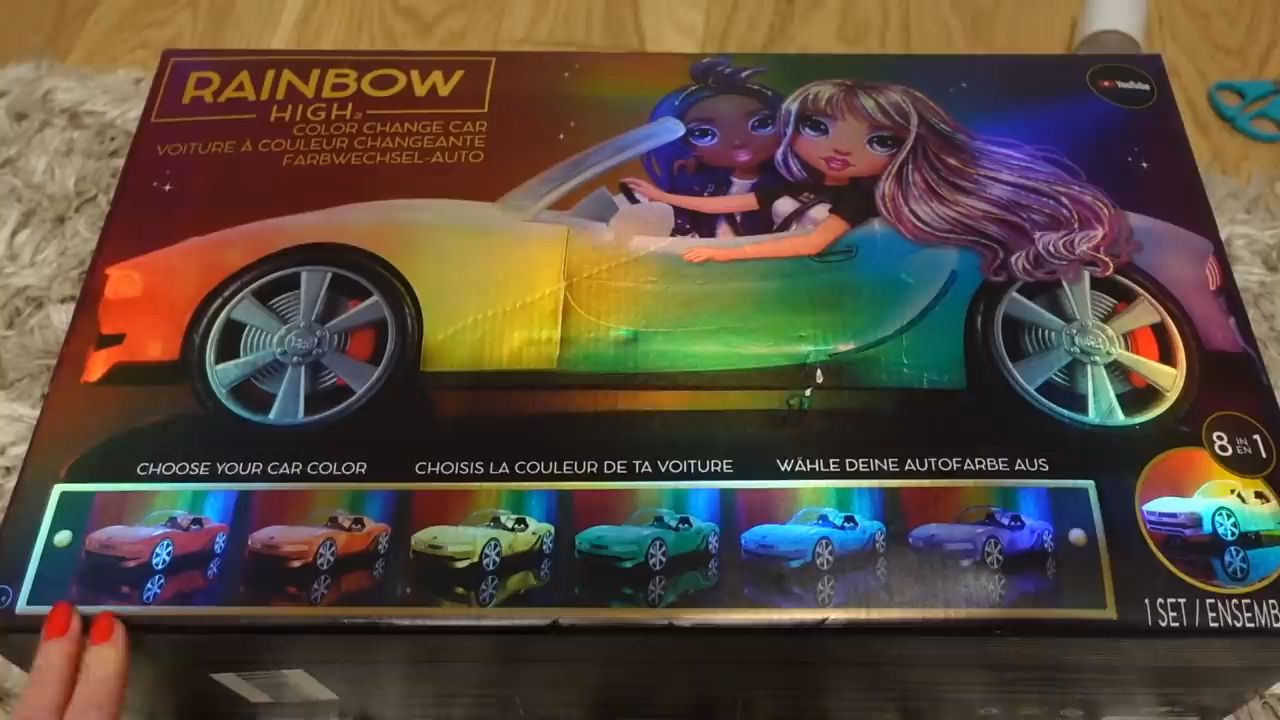 RAINBOW
HIGH
COLOR CHANGE CAR
VOITURE À COULEUR CHANGEANTE
FARBWECHSEL-AUTO
YouTube
CHOOSE YOUR CAR COLOR
CHOISIS LA COULEUR DE TA VOITURE
WÄHLE DEINE AUTOFARBE AUS
8 IN EN 1
1 SET / ENSEMB